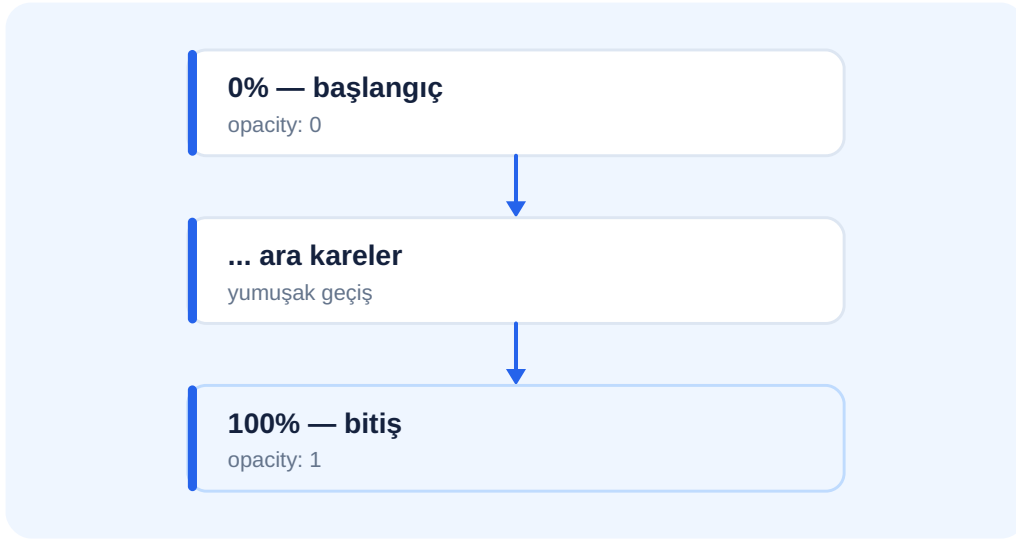 0% — başlangıç
opacity: 0
... ara kareler
yumuşak geçiş
100% — bitiş
opacity: 1